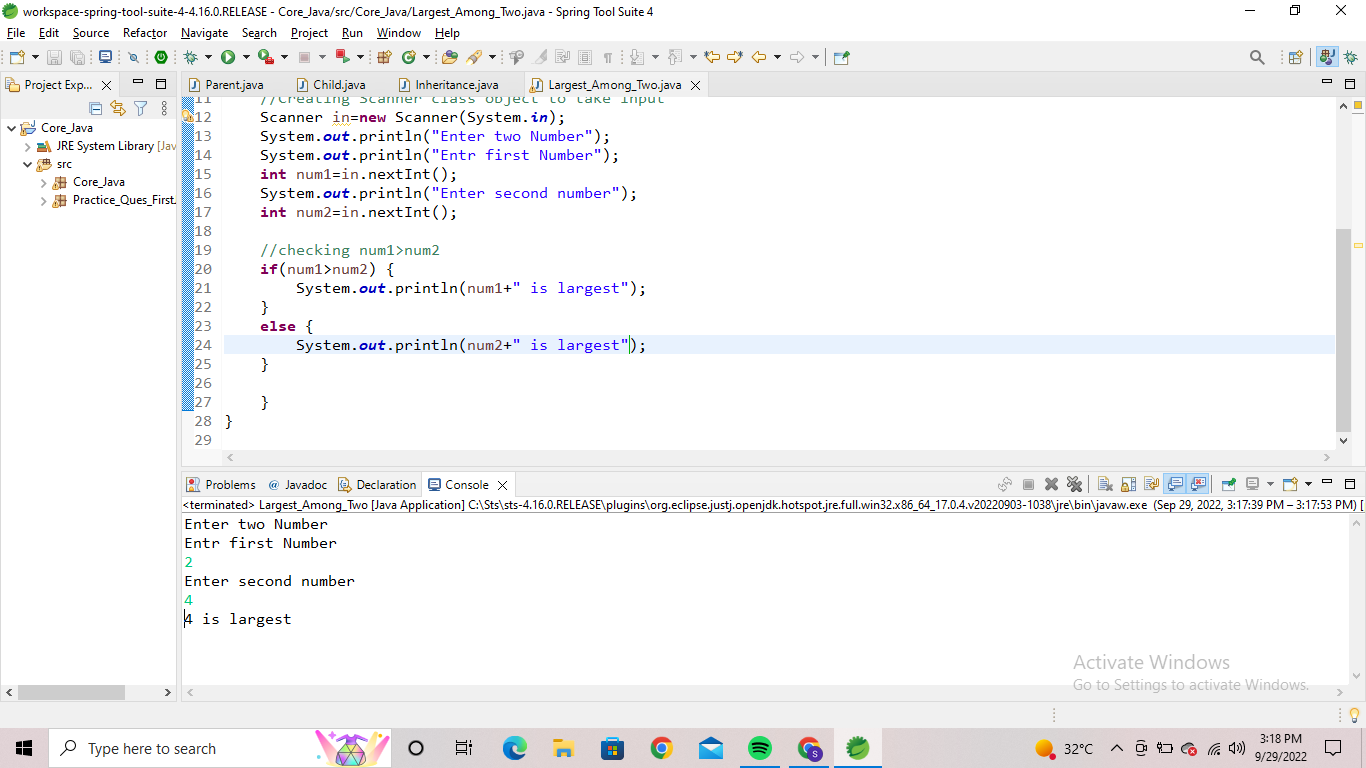 workspace-spring-tool-suite-4-4.16.0.RELEASE - Core_Java/src/Core_Java/Largest_Among_Two.java - Spring Tool Suite 4
File Edit Source Refactor Navigate Search Project Run Window Help
Project Exp...
Parent.java Child.java Inheritance.java Largest_Among_Two.java
Core_Java
JRE System Library [Jav
src
Core_Java
Practice_Ques_First.
11 //Creating Scanner class object to take input
12 Scanner in=new Scanner(System.in);
13 System.out.println("Enter two Number");
14 System.out.println("Entr first Number");
15 int num1=in.nextInt();
16 System.out.println("Enter second number");
17 int num2=in.nextInt();
18
19 //checking num1>num2
20 if(num1>num2) {
21 System.out.println(num1+" is largest");
22 }
23 else {
24 System.out.println(num2+" is largest");
25 }
26
27 }
28 }
29
Problems @ Javadoc Declaration Console
<terminated> Largest_Among_Two [Java Application] C:\Sts\sts-4.16.0.RELEASE\plugins\org.eclipse.justj.openjdk.hotspot.jre.full.win32.x86_64_17.0.4.v20220903-1038\jre\bin\javaw.exe (Sep 29, 2022, 3:17:39 PM – 3:17:53 PM) [
Enter two Number
Entr first Number
2
Enter second number
4
4 is largest
Activate Windows
Go to Settings to activate Windows.
Type here to search
S
32°C
3:18 PM
9/29/2022